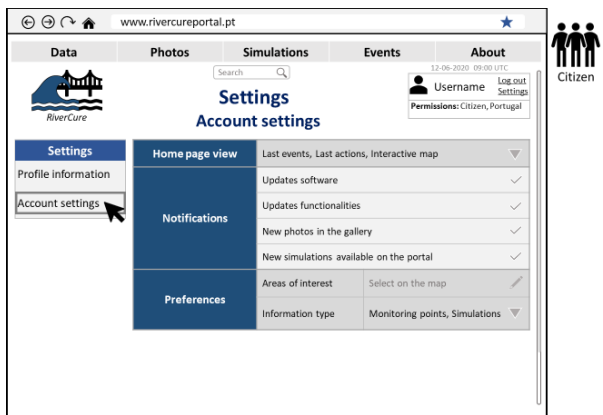 www.rivercureportal.pt
Data Photos Simulations Events About
Search
12-06-2020 09:00 UTC
Username
Log out
Settings
Permissions: Citizen, Portugal
Citizen
RiverCure
Settings
Account settings
Settings
Profile information
Account settings
Home page view Last events, Last actions, Interactive map
Notifications
Updates software
Updates functionalities
New photos in the gallery
New simulations available on the portal
Preferences
Areas of interest Select on the map
Information type Monitoring points, Simulations